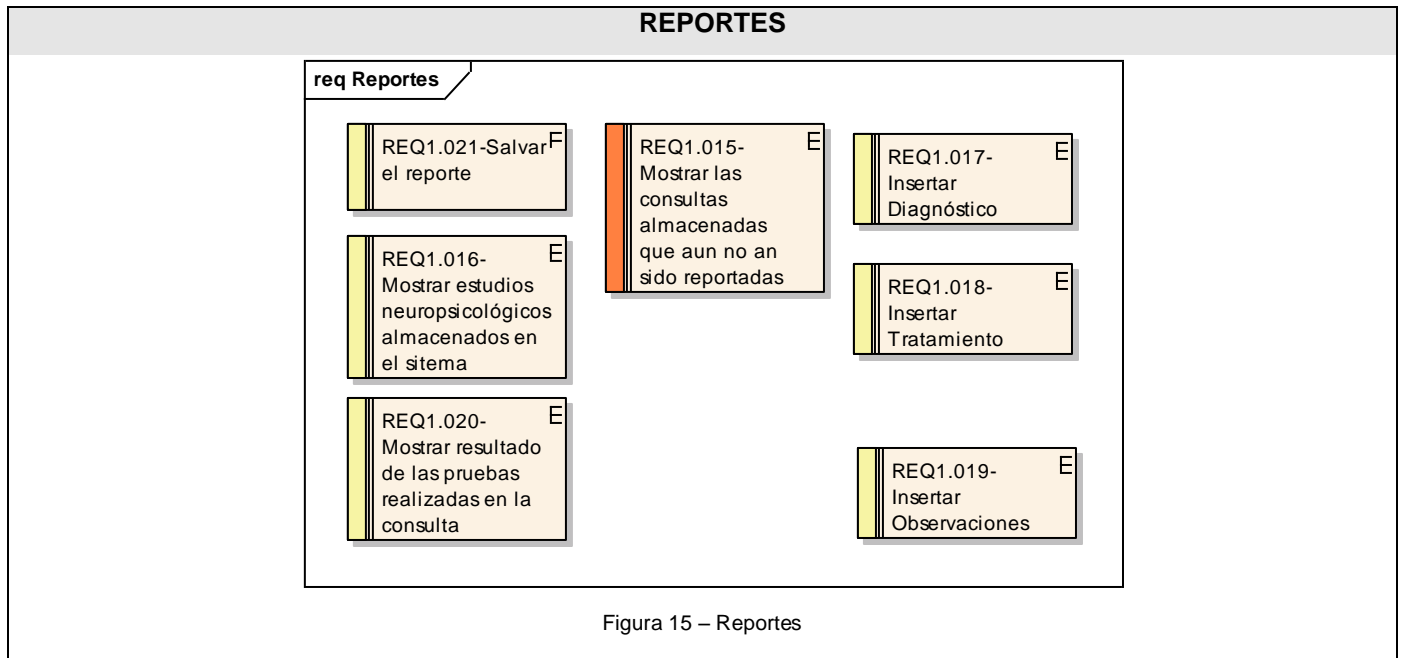 REPORTES
req Reportes
REQ1.021-Salvar
el reporte
E
REQ1.016-
Mostrar estudios
neuropsicológicos
almacenados en
el sitema
E
REQ1.020-
Mostrar resultado
de las pruebas
realizadas en la
consulta
E
REQ1.015-
Mostrar las
consultas
almacenadas
que aun no an
sido reportadas
E
REQ1.017-
Insertar
Diagnóstico
E
REQ1.018-
Insertar
Tratamiento
E
REQ1.019-
Insertar
Observaciones
E
Figura 15 – Reportes